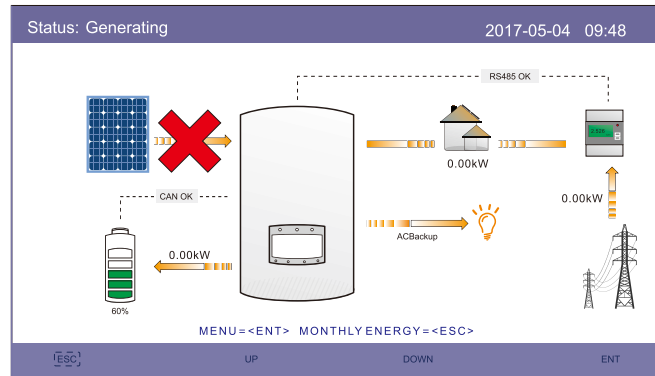 Status: Generating 2017-05-04 09:48
RS485 OK
0.00kW
CAN OK
0.00kW
0.00kW
ACBackup
60%
MENU=<ENT> MONTHLY ENERGY=<ESC>
ESC UP DOWN ENT